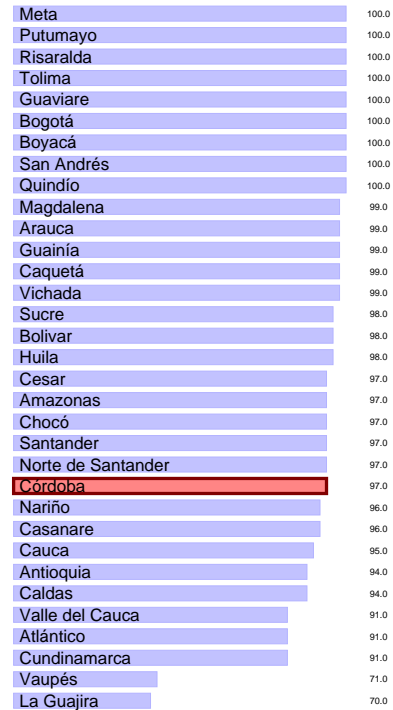 Meta 100.0
Putumayo 100.0
Risaralda 100.0
Tolima 100.0
Guaviare 100.0
Bogotá 100.0
Boyacá 100.0
San Andrés 100.0
Quindío 100.0
Magdalena 99.0
Arauca 99.0
Guainía 99.0
Caquetá 99.0
Vichada 99.0
Sucre 98.0
Bolivar 98.0
Huila 98.0
Cesar 97.0
Amazonas 97.0
Chocó 97.0
Santander 97.0
Norte de Santander 97.0
Córdoba 97.0
Nariño 96.0
Casanare 96.0
Cauca 95.0
Antioquia 94.0
Caldas 94.0
Valle del Cauca 91.0
Atlántico 91.0
Cundinamarca 91.0
Vaupés 71.0
La Guajira 70.0